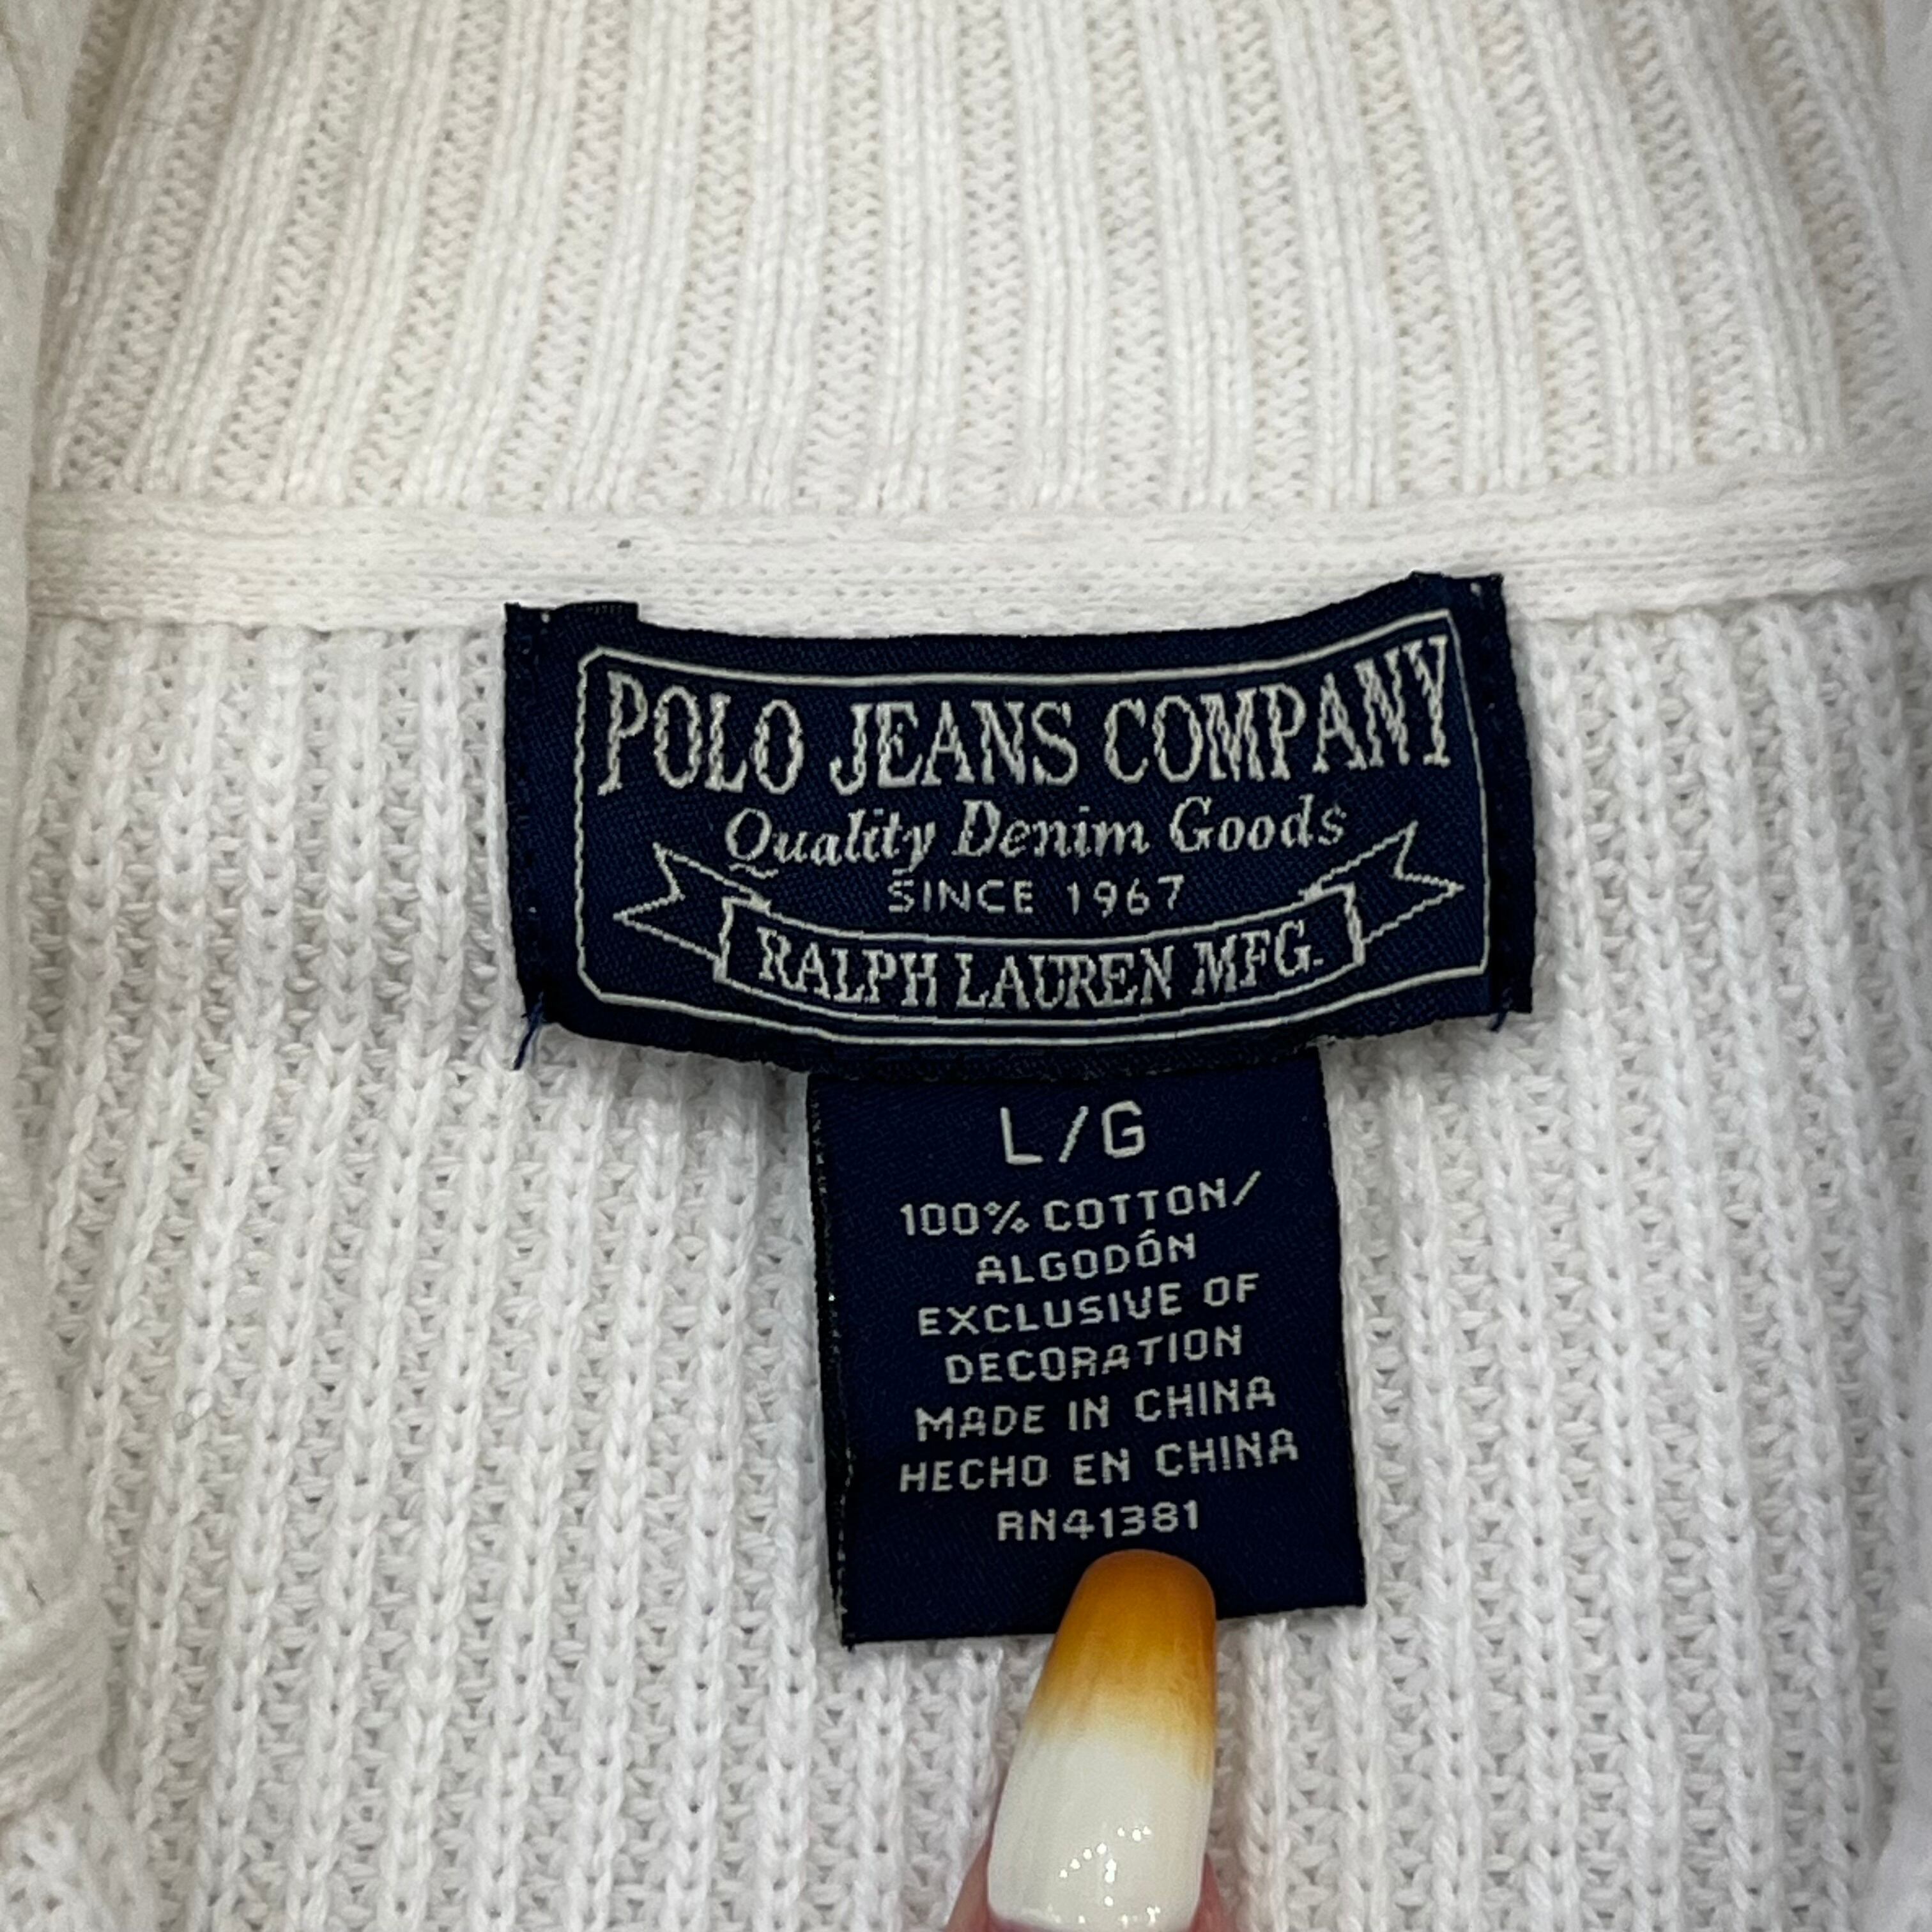 POLO JEANS COMPANY
Quality Denim Goods
SINCE 1967
RALPH LAUREN MFG.
L/G
100% COTTON/
ALGODÓN
EXCLUSIVE OF
DECORATION
MADE IN CHINA
HECHO EN CHINA
RN41381